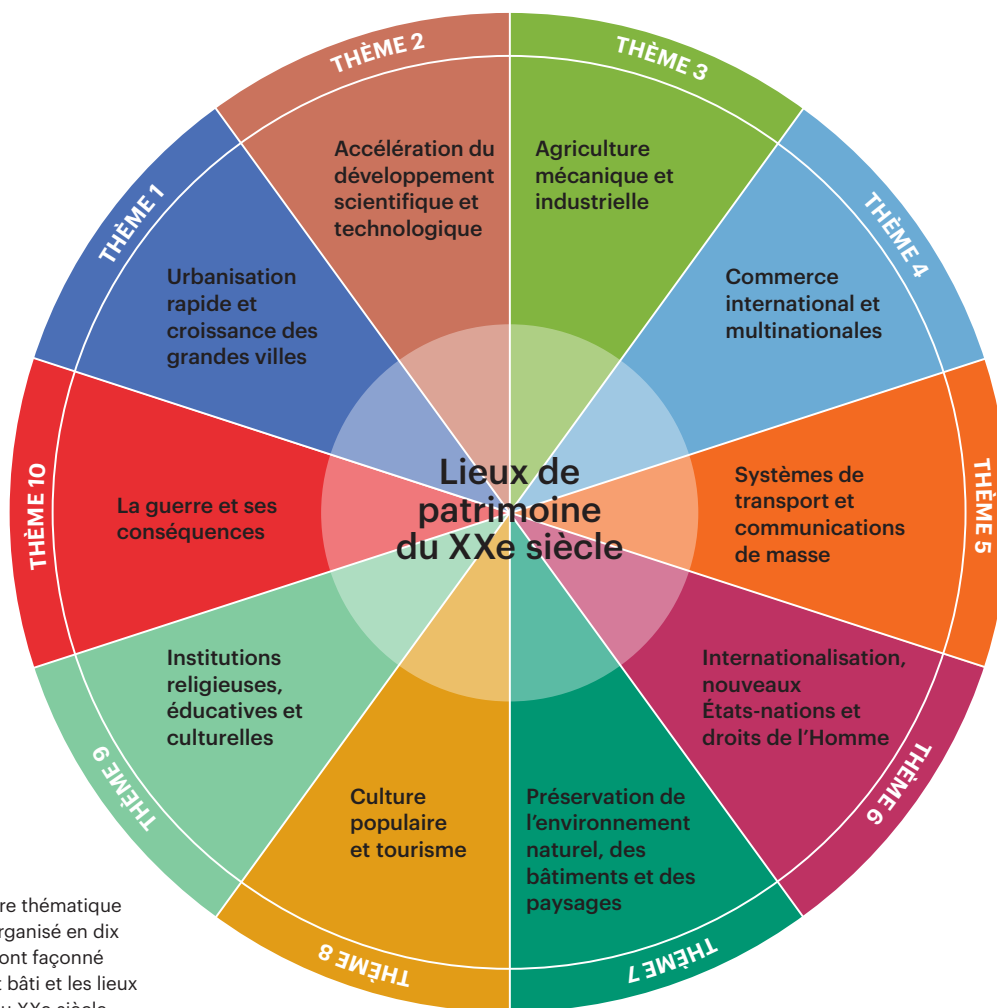 THÈME 1
Urbanisation
rapide et
croissance des
grandes villes
THÈME 2
Accélération du
développement
scientifique et
technologique
THÈME 3
Agriculture
mécanique et
industrielle
THÈME 4
Commerce
international et
multinationales
THÈME 5
Systèmes de
transport et
communications
de masse
THÈME 6
Internationalisation,
nouveaux
États-nations et
droits de l’Homme
THÈME 7
Préservation de
l’environnement
naturel, des
bâtiments et des
paysages
THÈME 8
Culture
populaire
et tourisme
THÈME 9
Institutions
religieuses,
éducatives et
culturelles
THÈME 10
La guerre et ses
conséquences
Lieux de
patrimoine
du XXe siècle
thématique
en dix
ont façonné
bâti et les lieux
XXe siècle